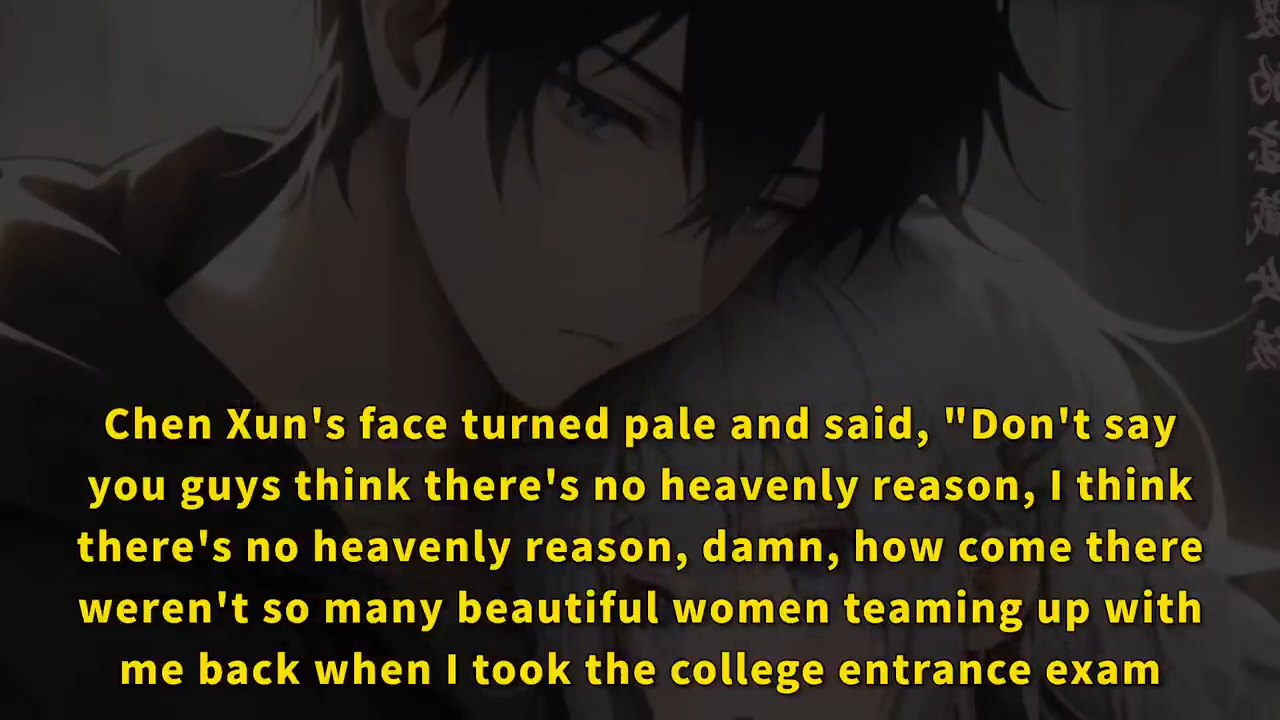 Chen Xun's face turned pale and said, "Don't say
you guys think there's no heavenly reason, I think
there's no heavenly reason, damn, how come there
weren't so many beautiful women teaming up with
me back when I took the college entrance exam